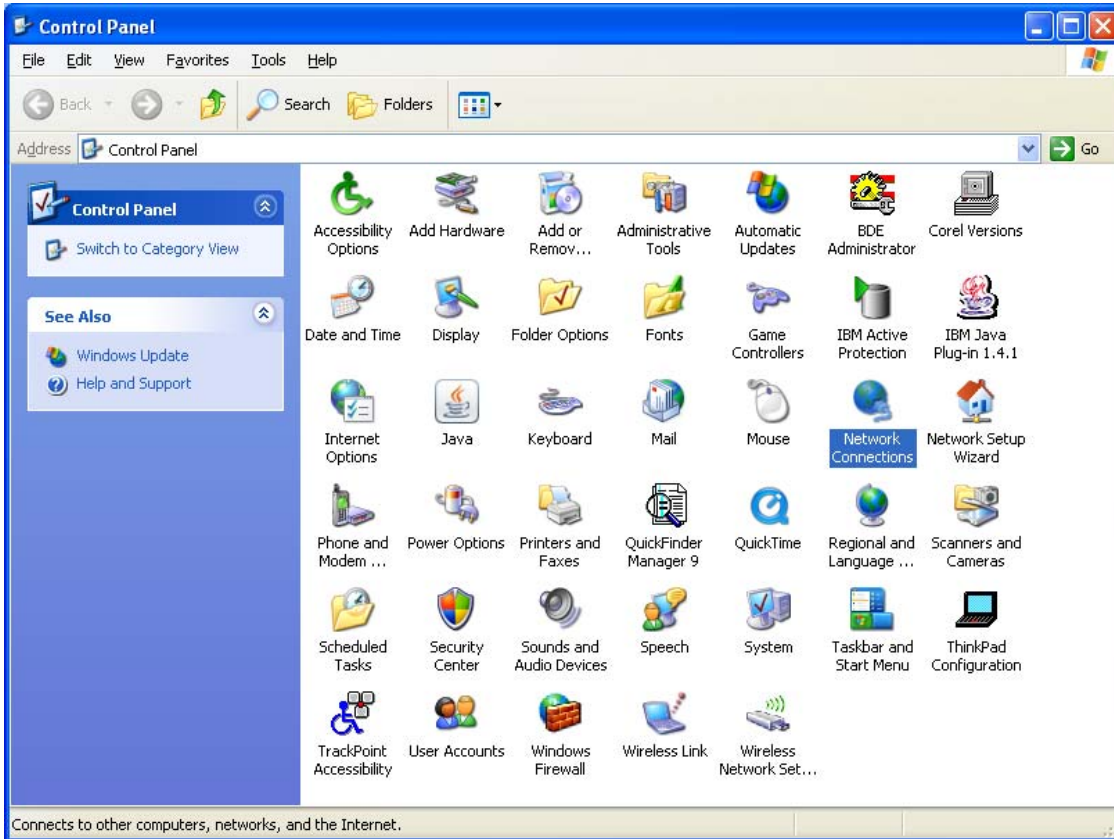 Control Panel
File Edit View Favorites Tools Help
Back Search Folders
Address Control Panel Go
Control Panel
Switch to Category View
See Also
Windows Update
Help and Support
Accessibility Options
Add Hardware
Add or Remov...
Administrative Tools
Automatic Updates
BDE Administrator
Corel Versions
Date and Time
Display
Folder Options
Fonts
Game Controllers
IBM Active Protection
IBM Java Plug-in 1.4.1
Internet Options
Java
Keyboard
Mail
Mouse
Network Connections
Network Setup Wizard
Phone and Modem ...
Power Options
Printers and Faxes
QuickFinder Manager 9
QuickTime
Regional and Language ...
Scanners and Cameras
Scheduled Tasks
Security Center
Sounds and Audio Devices
Speech
System
Taskbar and Start Menu
ThinkPad Configuration
TrackPoint Accessibility
User Accounts
Windows Firewall
Wireless Link
Wireless Network Set...
Connects to other computers, networks, and the Internet.